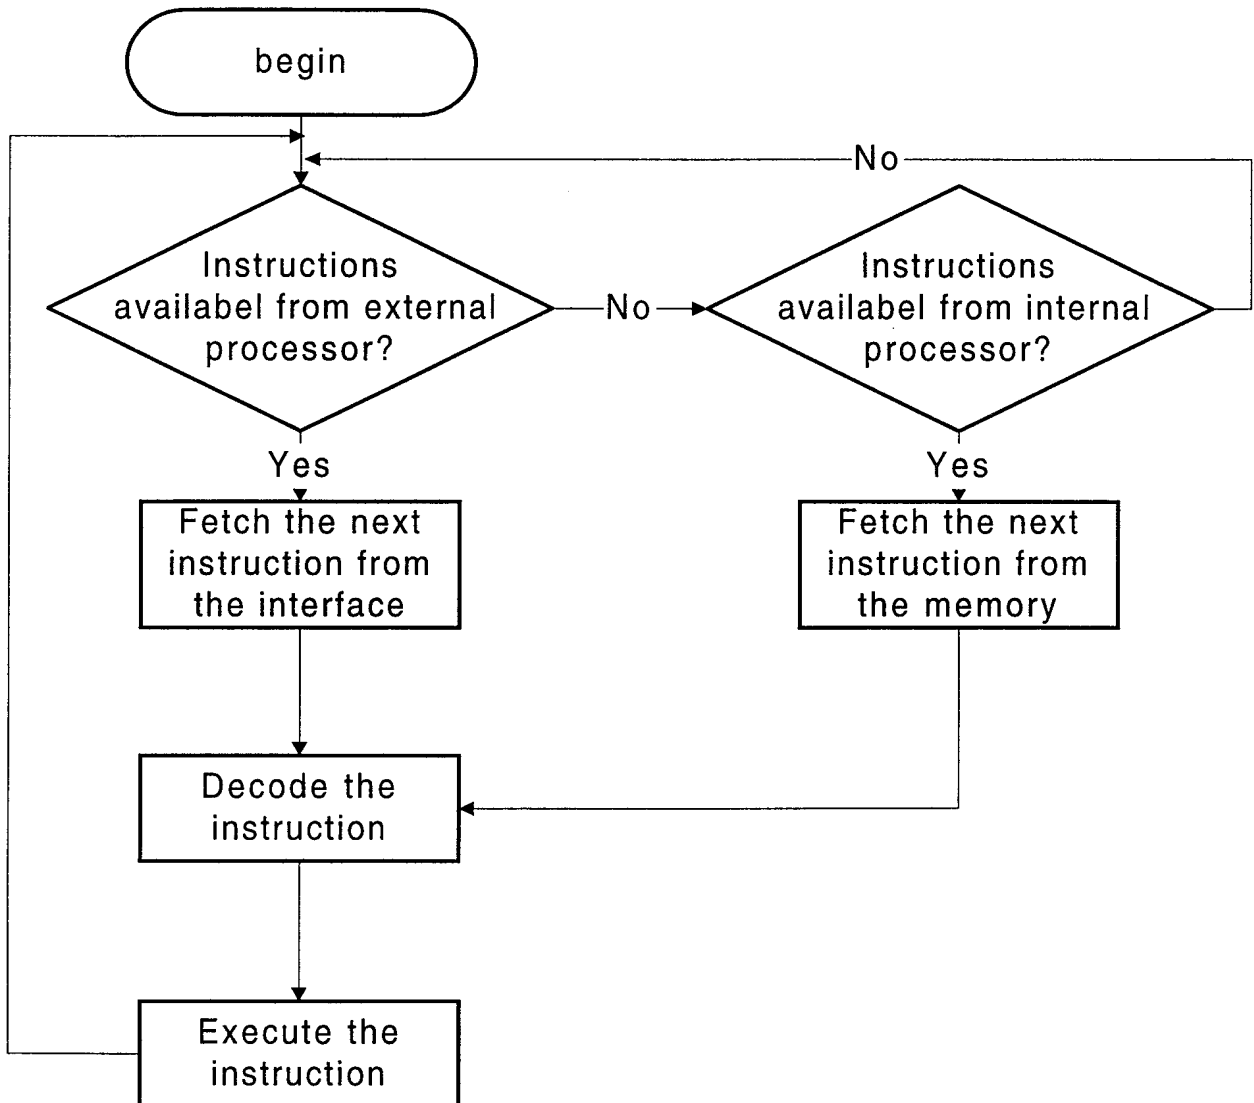 begin
No
Instructions
availabel from external
processor?
No
Instructions
availabel from internal
processor?
Yes
Yes
Fetch the next
instruction from
the interface
Fetch the next
instruction from
the memory
Decode the
instruction
Execute the
instruction